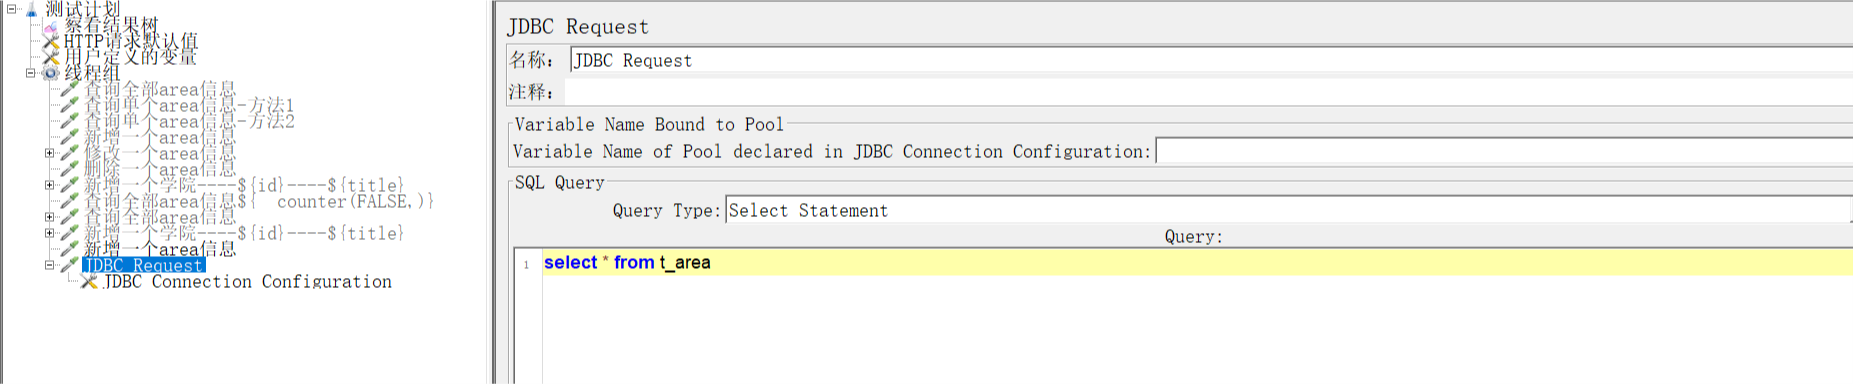 测试计划
察看结果树
HTTP请求默认值
用户定义的变量
线程组
查询全部area信息
查询单个area信息-方法1
查询单个area信息-方法2
新增一个area信息
修改一个area信息
删除一个area信息
新增一个学院----${id}----${title}
查询全部area信息${__counter(FALSE,)}
查询全部area信息
新增一个学院----${id}----${title}
新增一个area信息
JDBC Request
JDBC Connection Configuration
JDBC Request
名称: JDBC Request
注释:
Variable Name Bound to Pool
Variable Name of Pool declared in JDBC Connection Configuration:
SQL Query
Query Type: Select Statement
Query:
1 select * from t_area